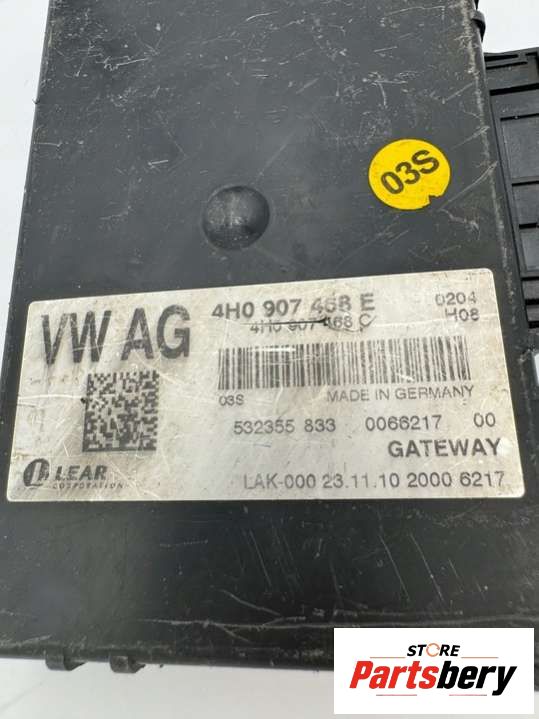 03S
VW AG
4H0 907 468 E
0204
4H0 907 468 C
H08
03S
MADE IN GERMANY
532355 833
0066217
00
GATEWAY
LEAR
CORPORATION
LAK-000 23.11.10 2000 6217
STORE
Partsbery